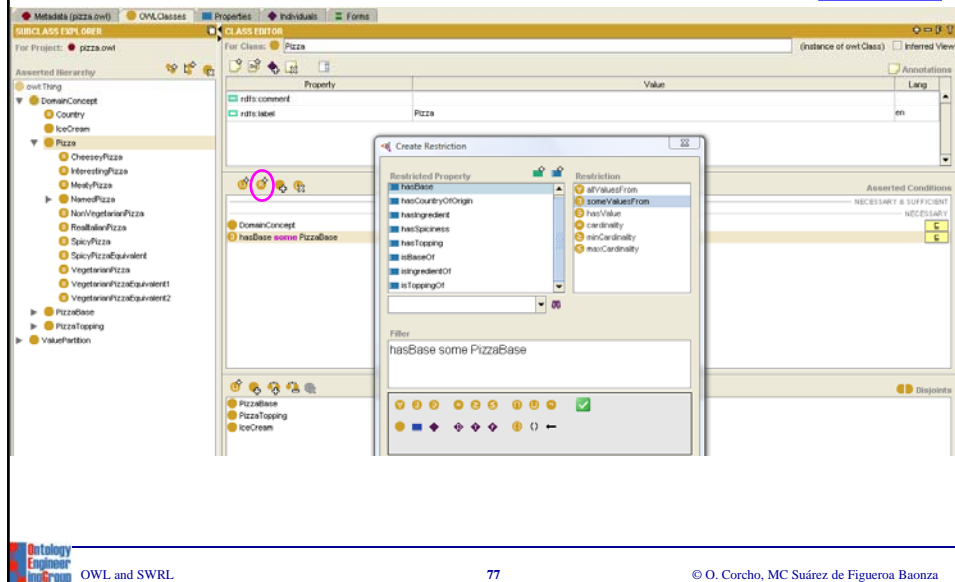 Metadata (pizza.owl) OWLClasses Properties Individuals Forms
SUBCLASS EXPLORER
For Project: pizza.owl
Asserted Hierarchy
owl:Thing
DomainConcept
Country
IceCream
Pizza
CheeseyPizza
InterestingPizza
MeatyPizza
NamedPizza
NonVegetarianPizza
RealItalianPizza
SpicyPizza
SpicyPizzaEquivalent
VegetarianPizza
VegetarianPizzaEquivalent1
VegetarianPizzaEquivalent2
PizzaBase
PizzaTopping
ValuePartition
CLASS EDITOR
For Class: Pizza (instance of owl:Class) Inferred View
Annotations
Property Value Lang
rdfs:comment
rdfs:label Pizza en
Asserted Conditions
NECESSARY & SUFFICIENT
NECESSARY
DomainConcept
hasBase some PizzaBase
Create Restriction
Restricted Property
hasBase
hasCountryOfOrigin
hasIngredient
hasSpiciness
hasTopping
isBaseOf
isIngredientOf
isToppingOf
Restriction
allValuesFrom
someValuesFrom
hasValue
cardinality
minCardinality
maxCardinality
Filler
hasBase some PizzaBase
Disjoints
PizzaBase
PizzaTopping
IceCream
Ontology
Engineer
inGroup
OWL and SWRL 77 © O. Corcho, MC Suárez de Figueroa Baonza